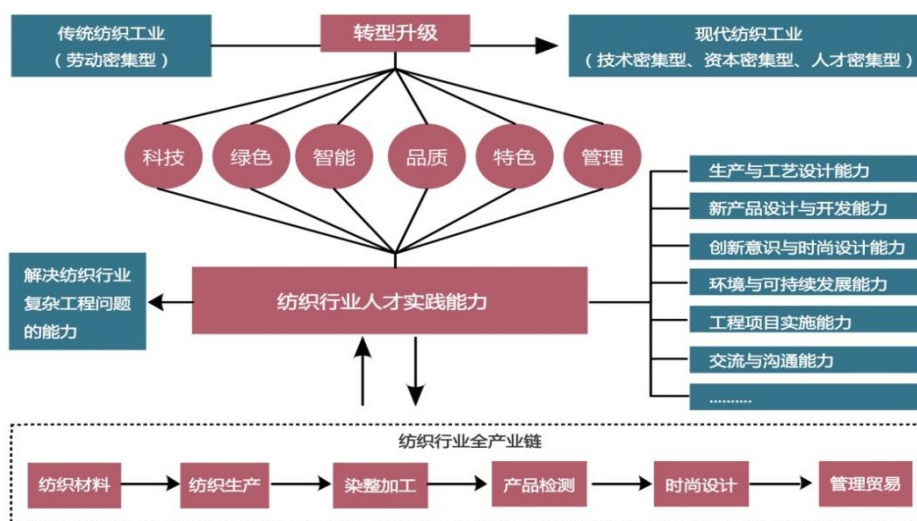 传统纺织工业
（劳动密集型）
转型升级
现代纺织工业
（技术密集型、资本密集型、人才密集型）
科技
绿色
智能
品质
特色
管理
生产与工艺设计能力
新产品设计与开发能力
创新意识与时尚设计能力
环境与可持续发展能力
工程项目实施能力
交流与沟通能力
..........
解决纺织行业
复杂工程问题
的能力
纺织行业人才实践能力
纺织行业全产业链
纺织材料
纺织生产
染整加工
产品检测
时尚设计
管理贸易